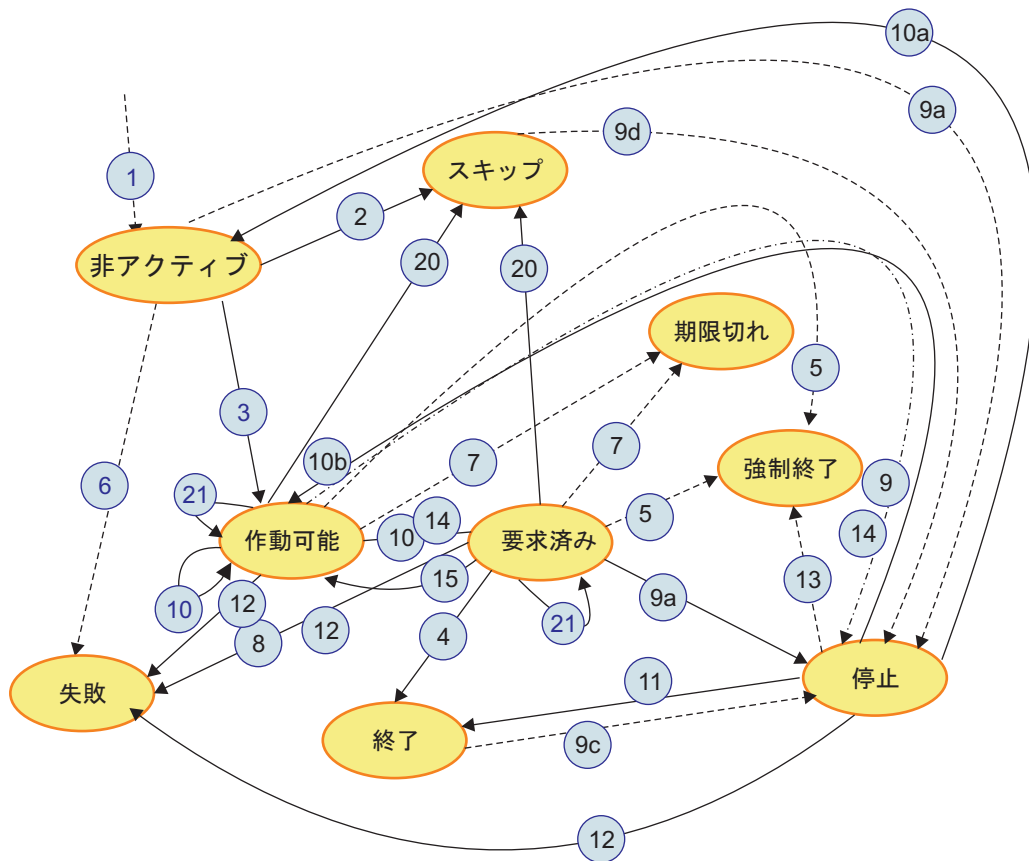 10a
9a
9d
スキップ
1
2
非アクティブ
20
20
期限切れ
5
3
7
7
10b
強制終了
9
6
21
5
14
作動可能
10
14
要求済み
15
13
10
12
9a
8
12
4
21
失敗
11
停止
終了
9c
12